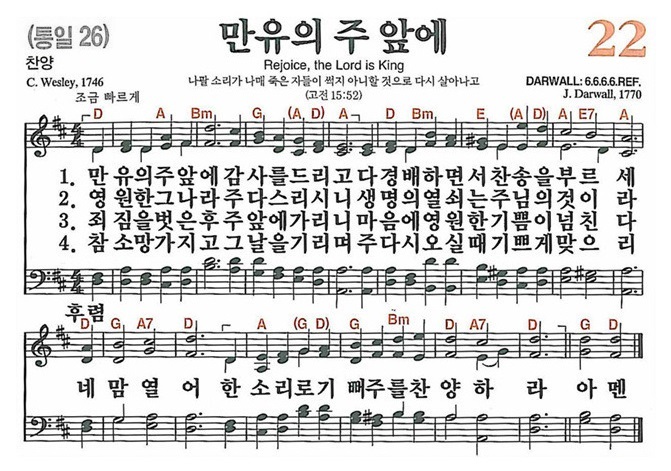 (통일 26)
만유의 주 앞에
22
찬양
Rejoice, the Lord is King
C. Wesley, 1746
나팔 소리가 나매 죽은 자들이 썩지 아니할 것으로 다시 살아나고
DARWALL: 6.6.6.6.REF.
조금 빠르게
(고전 15:52)
J. Darwall, 1770
D A Bm G (A D) A D Bm E (A D) A E7 A
1. 만 유의주앞에감사를드리고다경배하면서찬송을부르 세
2. 영 원한그나라주다스리시니생명의열쇠는주님의것이 라
3. 죄 짐을벗은후주앞에가리니마음에영원한기쁨이넘친 다
4. 참 소망가지고그날을기리며주다시오실때기쁘게맞으 리
후렴
D G A7 D A (G D) G Bm D A7 D G D
네 맘 열 어 한 소리로기 뻐주를찬 양 하 라 아멘